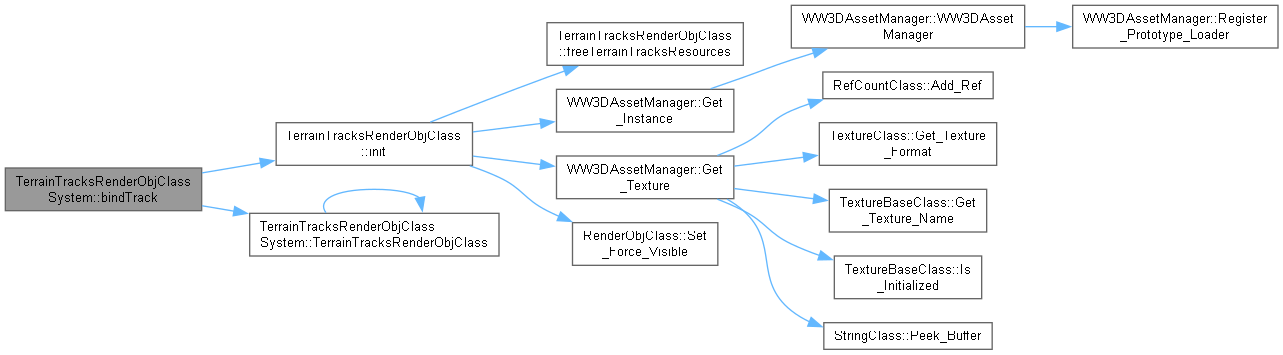 TerrainTracksRenderObjClass
System::bindTrack
TerrainTracksRenderObjClass
::init
TerrainTracksRenderObjClass
System::TerrainTracksRenderObjClass
TerrainTracksRenderObjClass
::freeTerrainTracksResources
WW3DAssetManager::Get
_Instance
WW3DAssetManager::Get
_Texture
RenderObjClass::Set
_Force_Visible
WW3DAssetManager::WW3DAsset
Manager
RefCountClass::Add_Ref
TextureClass::Get_Texture
_Format
TextureBaseClass::Get
_Texture_Name
TextureBaseClass::Is
_Initialized
StringClass::Peek_Buffer
WW3DAssetManager::Register
_Prototype_Loader